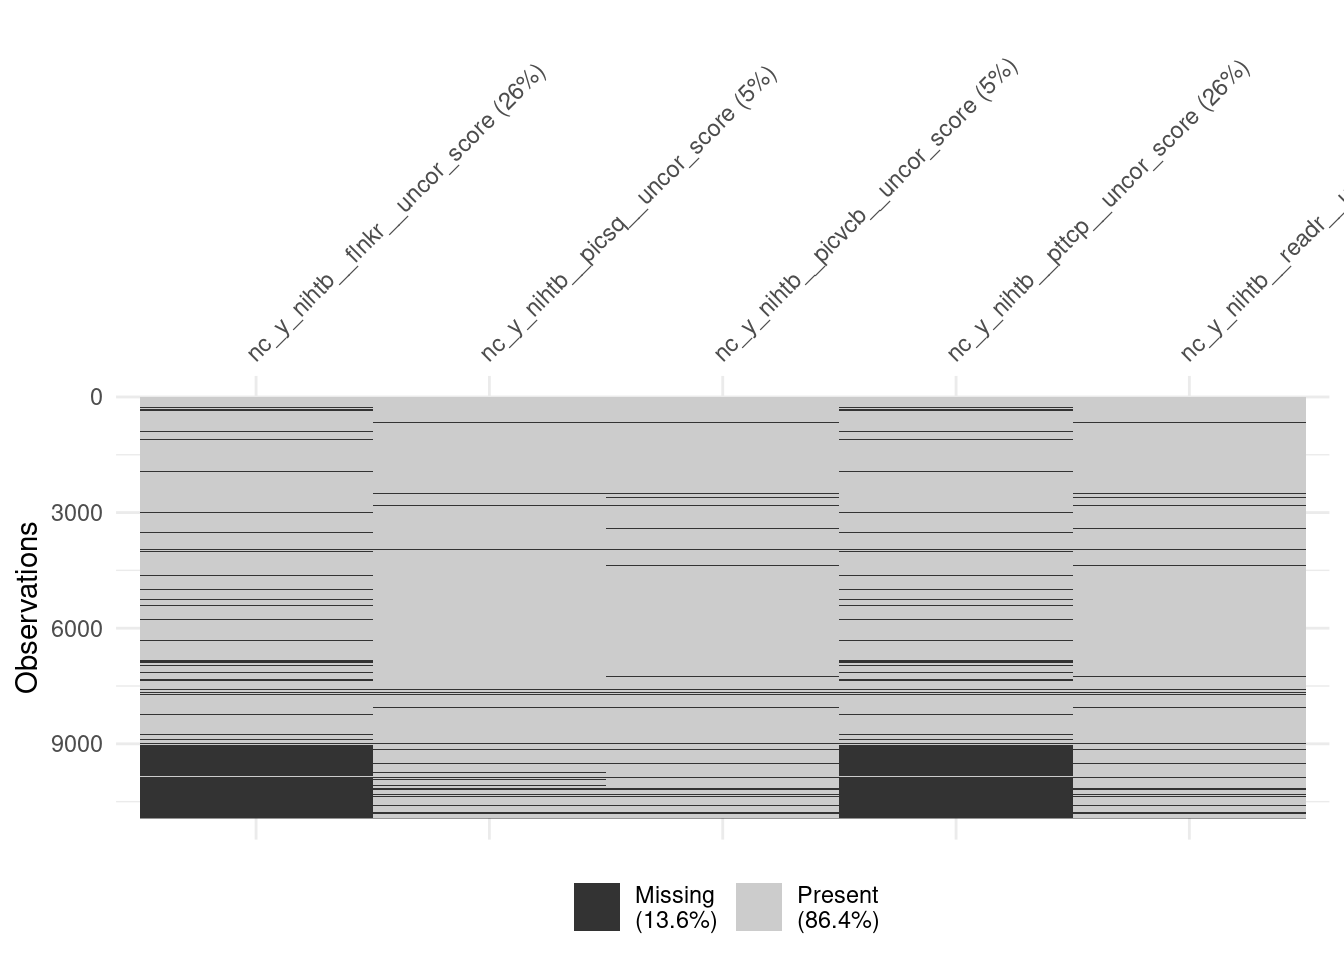 nc_y_nihtb__flnkr__uncor_score (26%)
nc_y_nihtb__picsq__uncor_score (5%)
nc_y_nihtb__picvcb__uncor_score (5%)
nc_y_nihtb__pttcp__uncor_score (26%)
nc_y_nihtb__readr__
0
3000
6000
9000
Observations
Missing
(13.6%)
Present
(86.4%)